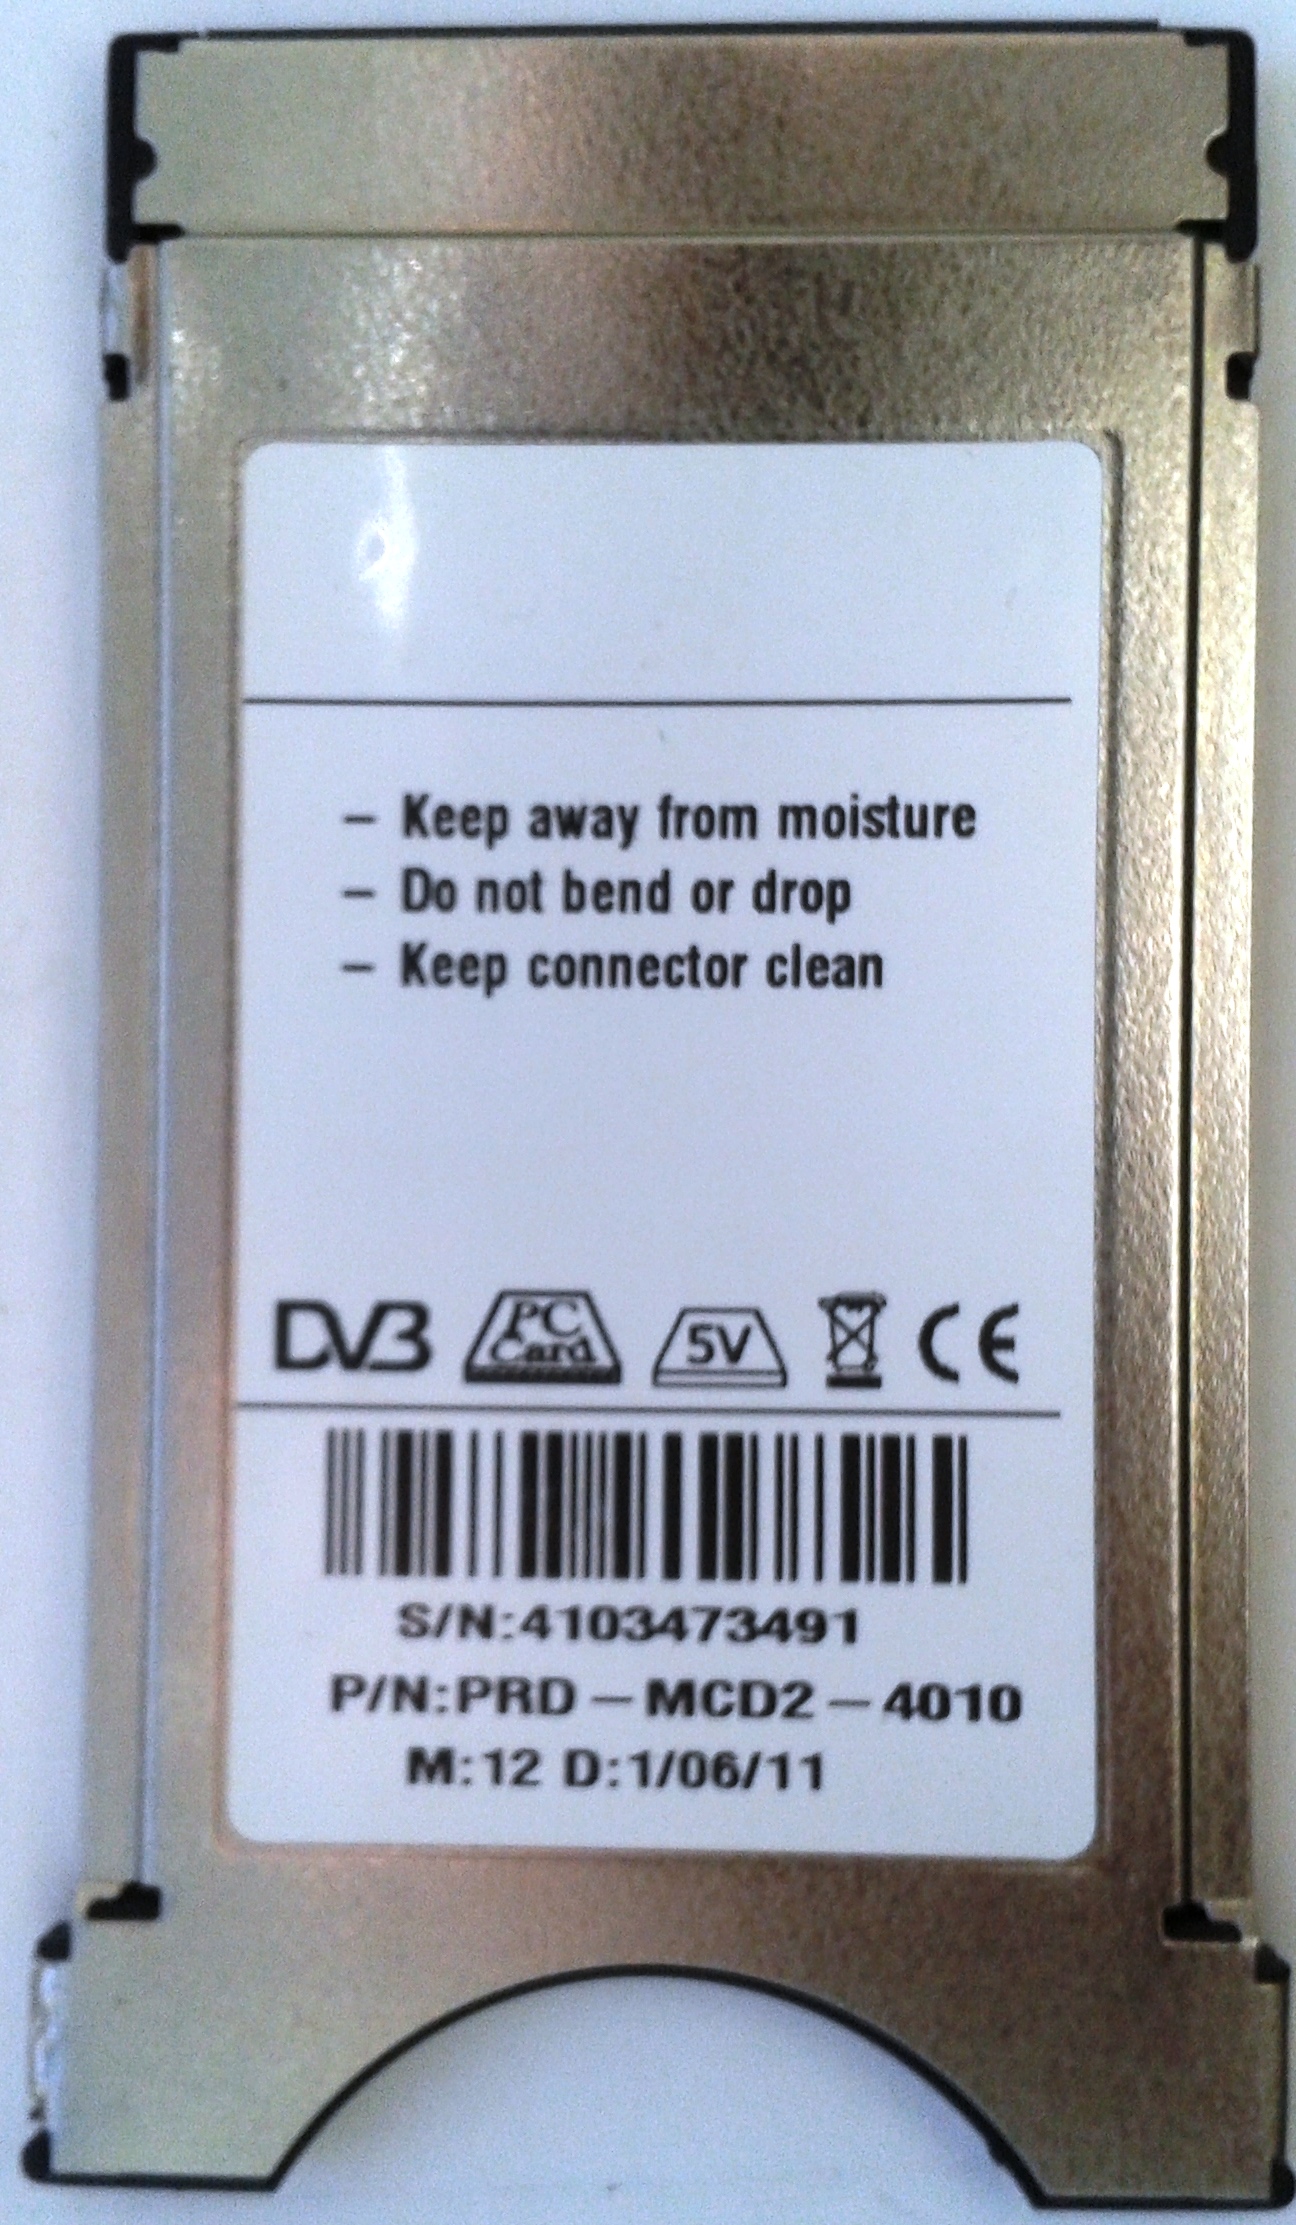 – Keep away from moisture
– Do not bend or drop
– Keep connector clean
DVB PC Card 5V CE
S/N:4103473491
P/N:PRD – MCD2 – 4010
M:12 D:1/06/11